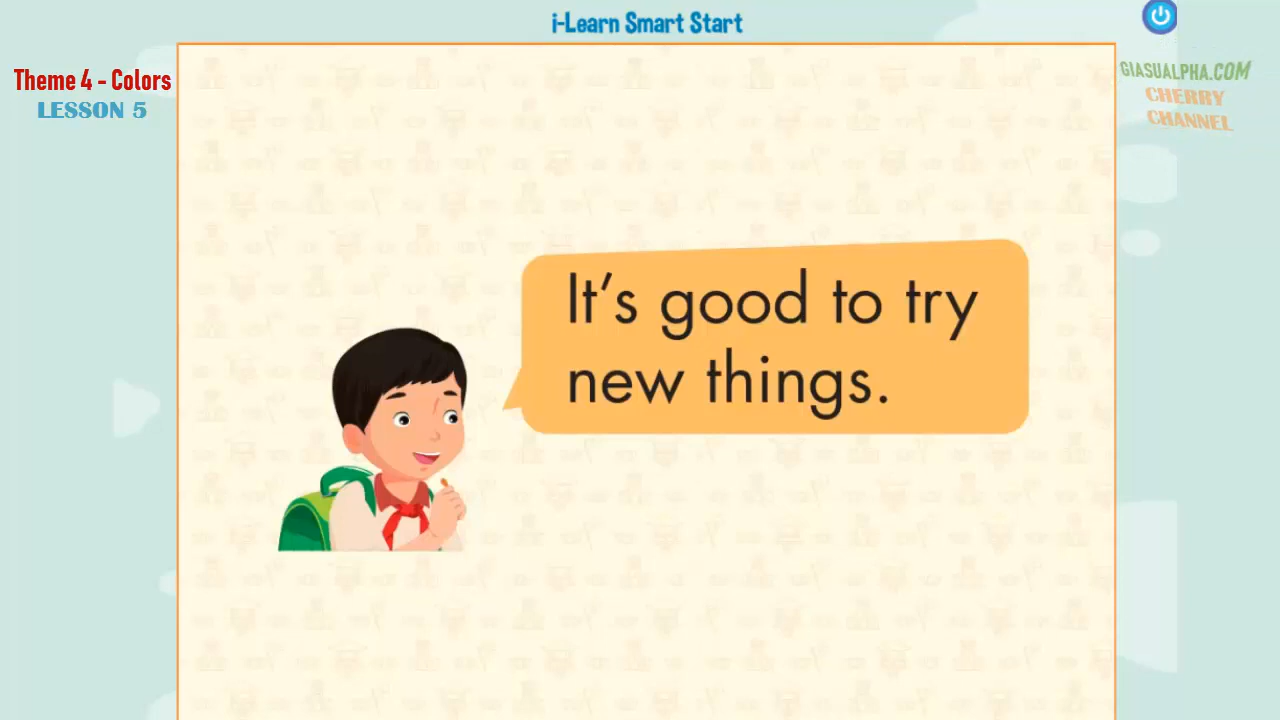 i-Learn Smart Start
Theme 4 - Colors
LESSON 5
GIASUALPHA.COM
CHERRY
CHANNEL
It's good to try
new things.